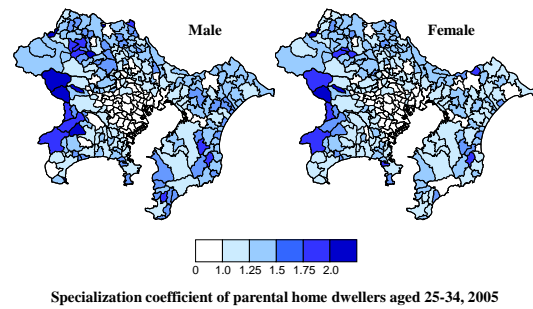 Male
Female
0 1.0 1.25 1.5 1.75 2.0
Specialization coefficient of parental home dwellers aged 25-34, 2005